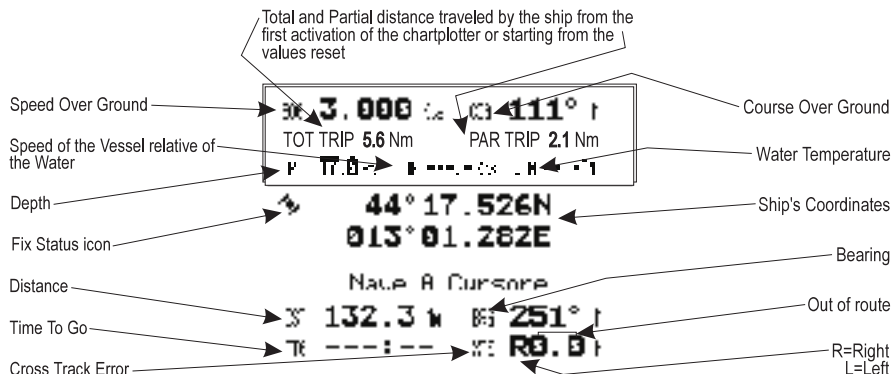 Total and Partial distance traveled by the ship from the
first activation of the chartplotter or starting from the
values reset
Speed Over Ground
3.000 111°
Course Over Ground
TOT TRIP 5.6 Nm PAR TRIP 2.1 Nm
Speed of the Vessel relative of
the Water
Water Temperature
Depth
44°17.526N
Ship's Coordinates
Fix Status icon
013°01.282E
Bearing
Nave A Cursore
Distance
132.3 251°
Out of route
Time To Go
---:-- R0.0
R=Right
L=Left
Cross Track Error